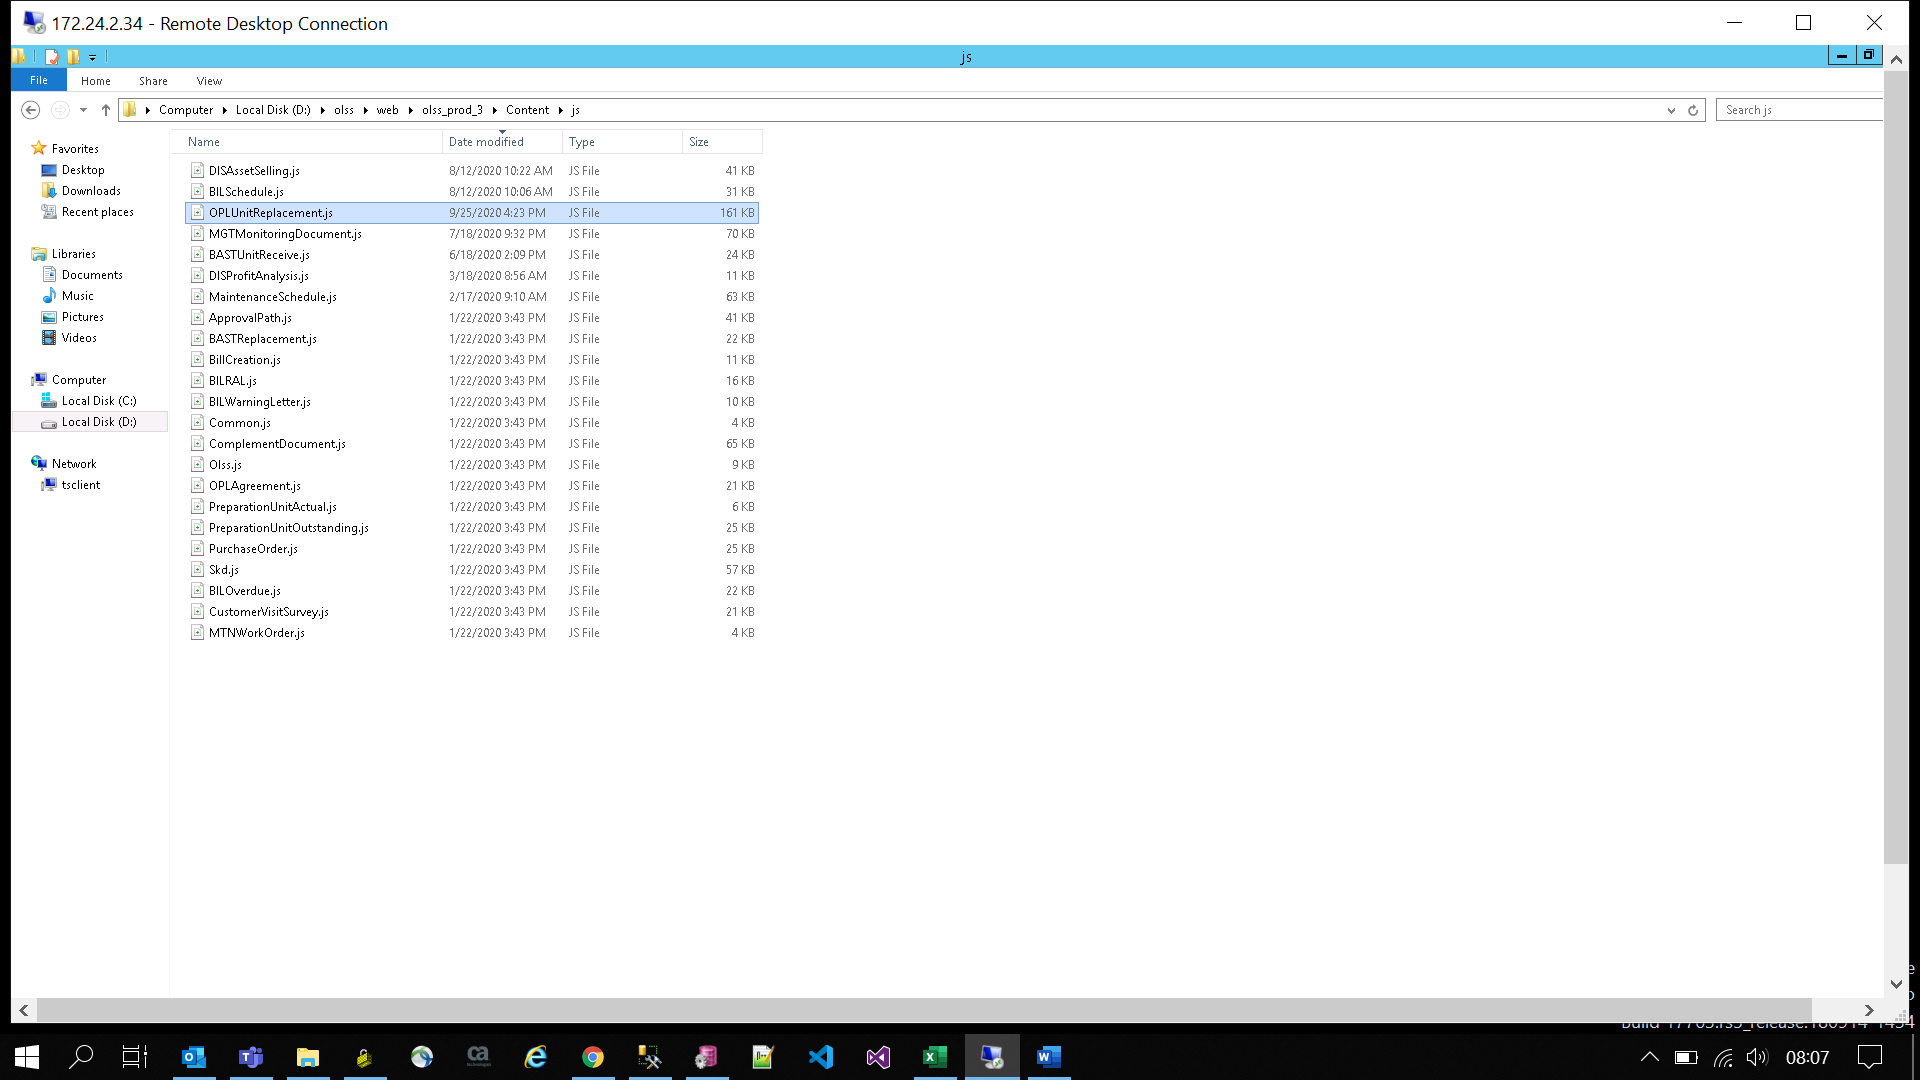 172.24.2.34 - Remote Desktop Connection
js
File Home Share View
Computer Local Disk (D:) olss web olss_prod_3 Content js
Search js
Favorites
Desktop
Downloads
Recent places
Libraries
Documents
Music
Pictures
Videos
Computer
Local Disk (C:)
Local Disk (D:)
Network
tsclient
Name Date modified Type Size
DISAssetSelling.js 8/12/2020 10:22 AM JS File 41 KB
BILSchedule.js 8/12/2020 10:06 AM JS File 31 KB
OPLUnitReplacement.js 9/25/2020 4:23 PM JS File 161 KB
MGTMonitoringDocument.js 7/18/2020 9:32 PM JS File 70 KB
BASTUnitReceive.js 6/18/2020 2:09 PM JS File 24 KB
DISProfitAnalysis.js 3/18/2020 8:56 AM JS File 11 KB
MaintenanceSchedule.js 2/17/2020 9:10 AM JS File 63 KB
ApprovalPath.js 1/22/2020 3:43 PM JS File 41 KB
BASTReplacement.js 1/22/2020 3:43 PM JS File 22 KB
BillCreation.js 1/22/2020 3:43 PM JS File 11 KB
BILRAL.js 1/22/2020 3:43 PM JS File 16 KB
BILWarningLetter.js 1/22/2020 3:43 PM JS File 10 KB
Common.js 1/22/2020 3:43 PM JS File 4 KB
ComplementDocument.js 1/22/2020 3:43 PM JS File 65 KB
Olss.js 1/22/2020 3:43 PM JS File 9 KB
OPLAgreement.js 1/22/2020 3:43 PM JS File 21 KB
PreparationUnitActual.js 1/22/2020 3:43 PM JS File 6 KB
PreparationUnitOutstanding.js 1/22/2020 3:43 PM JS File 25 KB
PurchaseOrder.js 1/22/2020 3:43 PM JS File 25 KB
Skd.js 1/22/2020 3:43 PM JS File 57 KB
BILOverdue.js 1/22/2020 3:43 PM JS File 22 KB
CustomerVisitSurvey.js 1/22/2020 3:43 PM JS File 21 KB
MTNWorkOrder.js 1/22/2020 3:43 PM JS File 4 KB
08:07